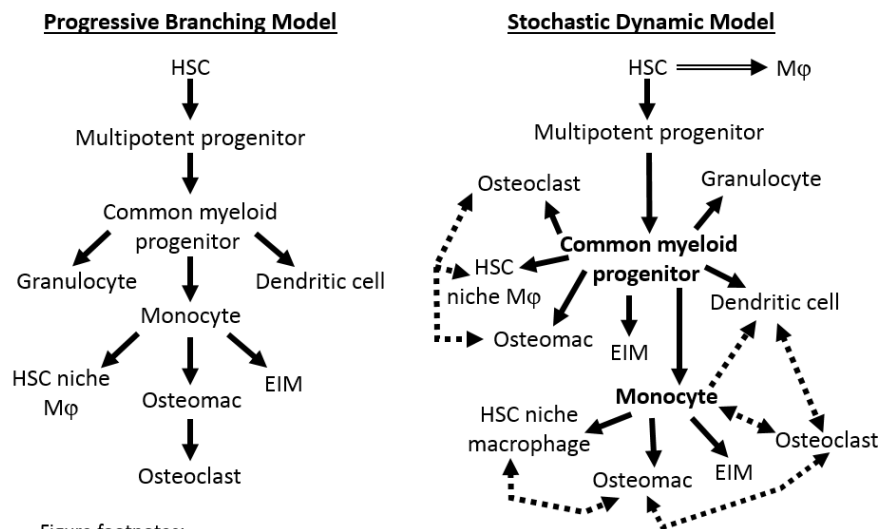 Progressive Branching Model
HSC
Multipotent progenitor
Common myeloid
progenitor
Granulocyte
Dendritic cell
Monocyte
HSC niche
Mφ
Osteomac
EIM
Osteoclast
Stochastic Dynamic Model
HSC
Mφ
Multipotent progenitor
Osteoclast
Granulocyte
Common myeloid
progenitor
HSC
niche Mφ
Dendritic cell
Osteomac
EIM
Monocyte
HSC niche
macrophage
Osteoclast
Osteomac
EIM
Figure footnotes: